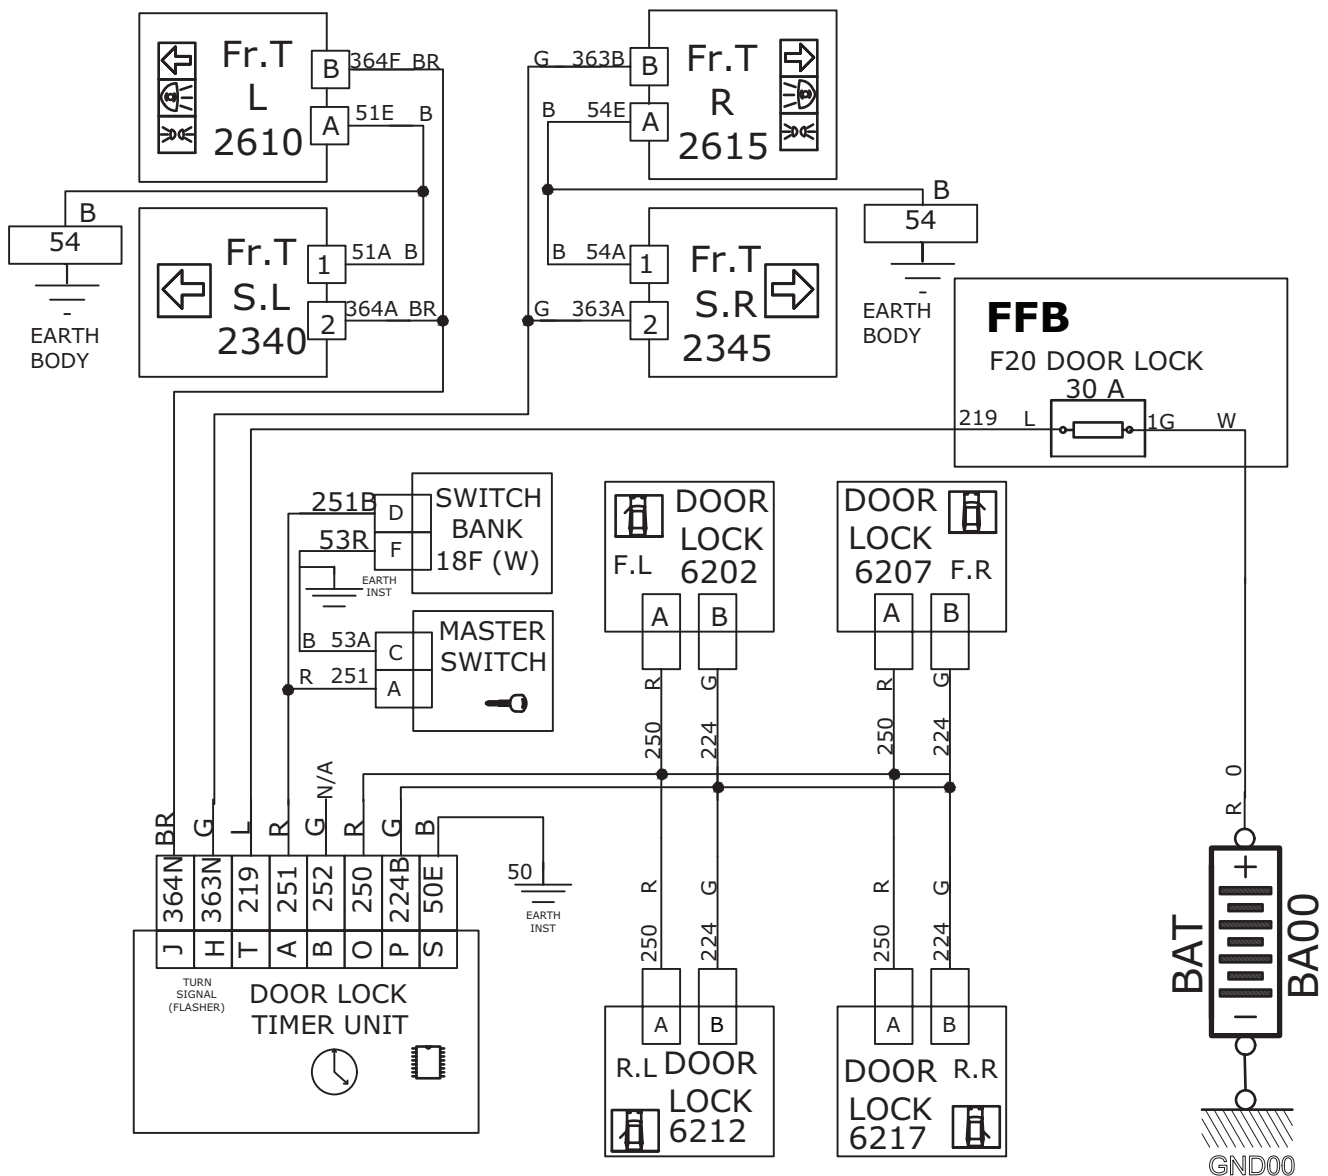 Fr.T
L
2610
B
364F BR
A
51E B
G 363B
B
B 54E
A
Fr.T
R
2615
B
54
EARTH
BODY
Fr.T
S.L
2340
1
51A B
2
364A BR
B 54A
1
G 363A
2
Fr.T
S.R
2345
B
54
EARTH
BODY
FFB
F20 DOOR LOCK
30 A
219 L
1G W
251B
D
53R
F
SWITCH
BANK
18F (W)
EARTH
INST
B 53A
C
R 251
A
MASTER
SWITCH
DOOR
LOCK
6202
F.L
A
B
R
G
250
224
DOOR
LOCK
6207
F.R
A
B
R
G
250
224
BR
G
L
R
G N/A
R
G
B
364N
363N
219
251
252
250
224B
50E
J
H
T
A
B
O
P
S
50
EARTH
INST
TURN
SIGNAL
(FLASHER)
DOOR LOCK
TIMER UNIT
R
G
250
224
A
B
R.L DOOR
LOCK
6212
R
G
250
224
A
B
DOOR R.R
LOCK
6217
R 0
+
BAT
BA00
−
GND00